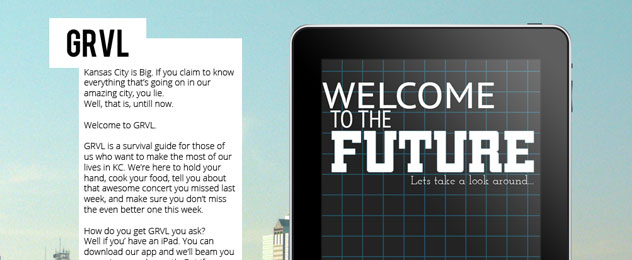 GRVL
Kansas City is Big. If you claim to know
everything that's going on in our
amazing city, you lie.
Well, that is, untill now.
Welcome to GRVL.
GRVL is a survival guide for those of
us who want to make the most of our
lives in KC. We're here to hold your
hand, cook your food, tell you about
that awesome concert you missed last
week, and make sure you don't miss
the even better one this week.
How do you get GRVL you ask?
Well if you' have an iPad. You can
download our app and we'll beam you
WELCOME
TO THE
FUTURE
Lets take a look around...